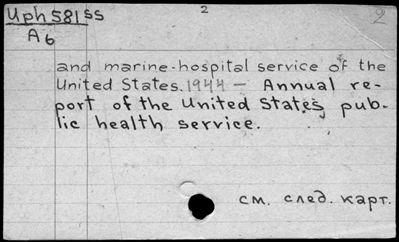 Uph 581 ss 2 2
A6
and marine-hospital service of the
United States. 1944 — Annual re-
port of the United States pub-
lic health service.
см. след. карт.